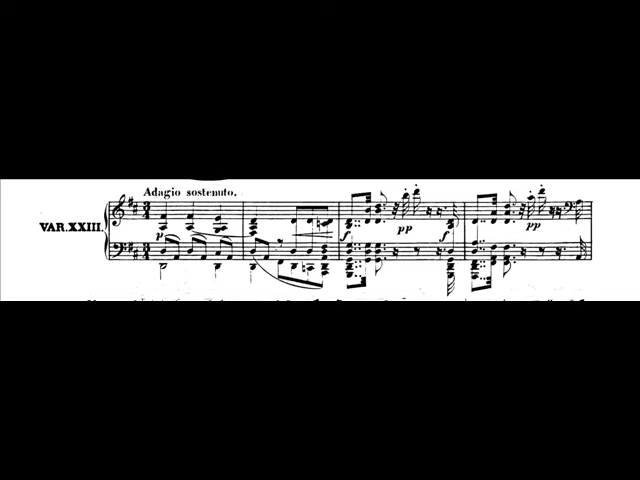 Adagio sostenuto.
VAR.XXIII.
p
f
pp
f
pp